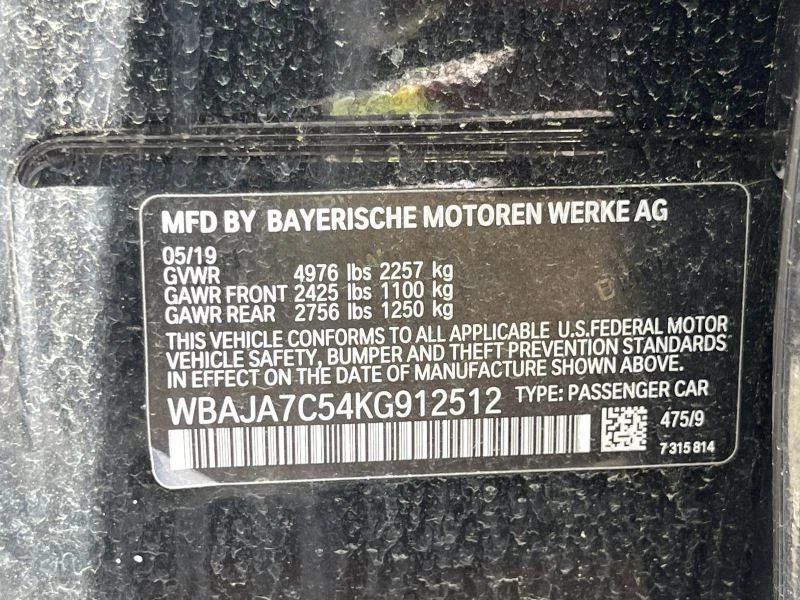 MFD BY BAYERISCHE MOTOREN WERKE AG
05/19
GVWR 4976 lbs 2257 kg
GAWR FRONT 2425 lbs 1100 kg
GAWR REAR 2756 lbs 1250 kg
THIS VEHICLE CONFORMS TO ALL APPLICABLE U.S.FEDERAL MOTOR
VEHICLE SAFETY, BUMPER AND THEFT PREVENTION STANDARDS
IN EFFECT ON THE DATE OF MANUFACTURE SHOWN ABOVE.
WBAJA7C54KG912512 TYPE: PASSENGER CAR
475/9
7 315 814